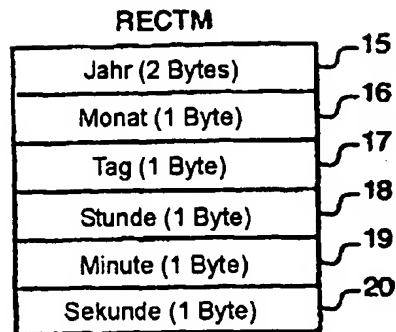 RECTM
Jahr (2 Bytes) 15
Monat (1 Byte) 16
Tag (1 Byte) 17
Stunde (1 Byte) 18
Minute (1 Byte) 19
Sekunde (1 Byte) 20